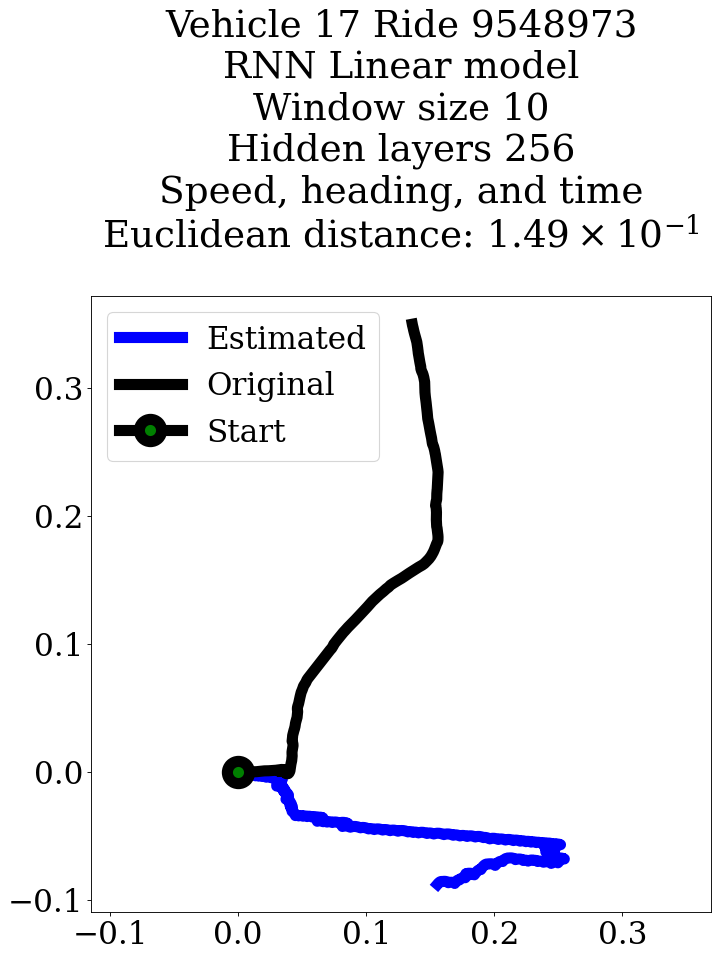 Vehicle 17 Ride 9548973
RNN Linear model
Window size 10
Hidden layers 256
Speed, heading, and time
Euclidean distance: 1.49 × 10⁻¹
Estimated
Original
Start
0.3
0.2
0.1
0.0
−0.1
−0.1 0.0 0.1 0.2 0.3